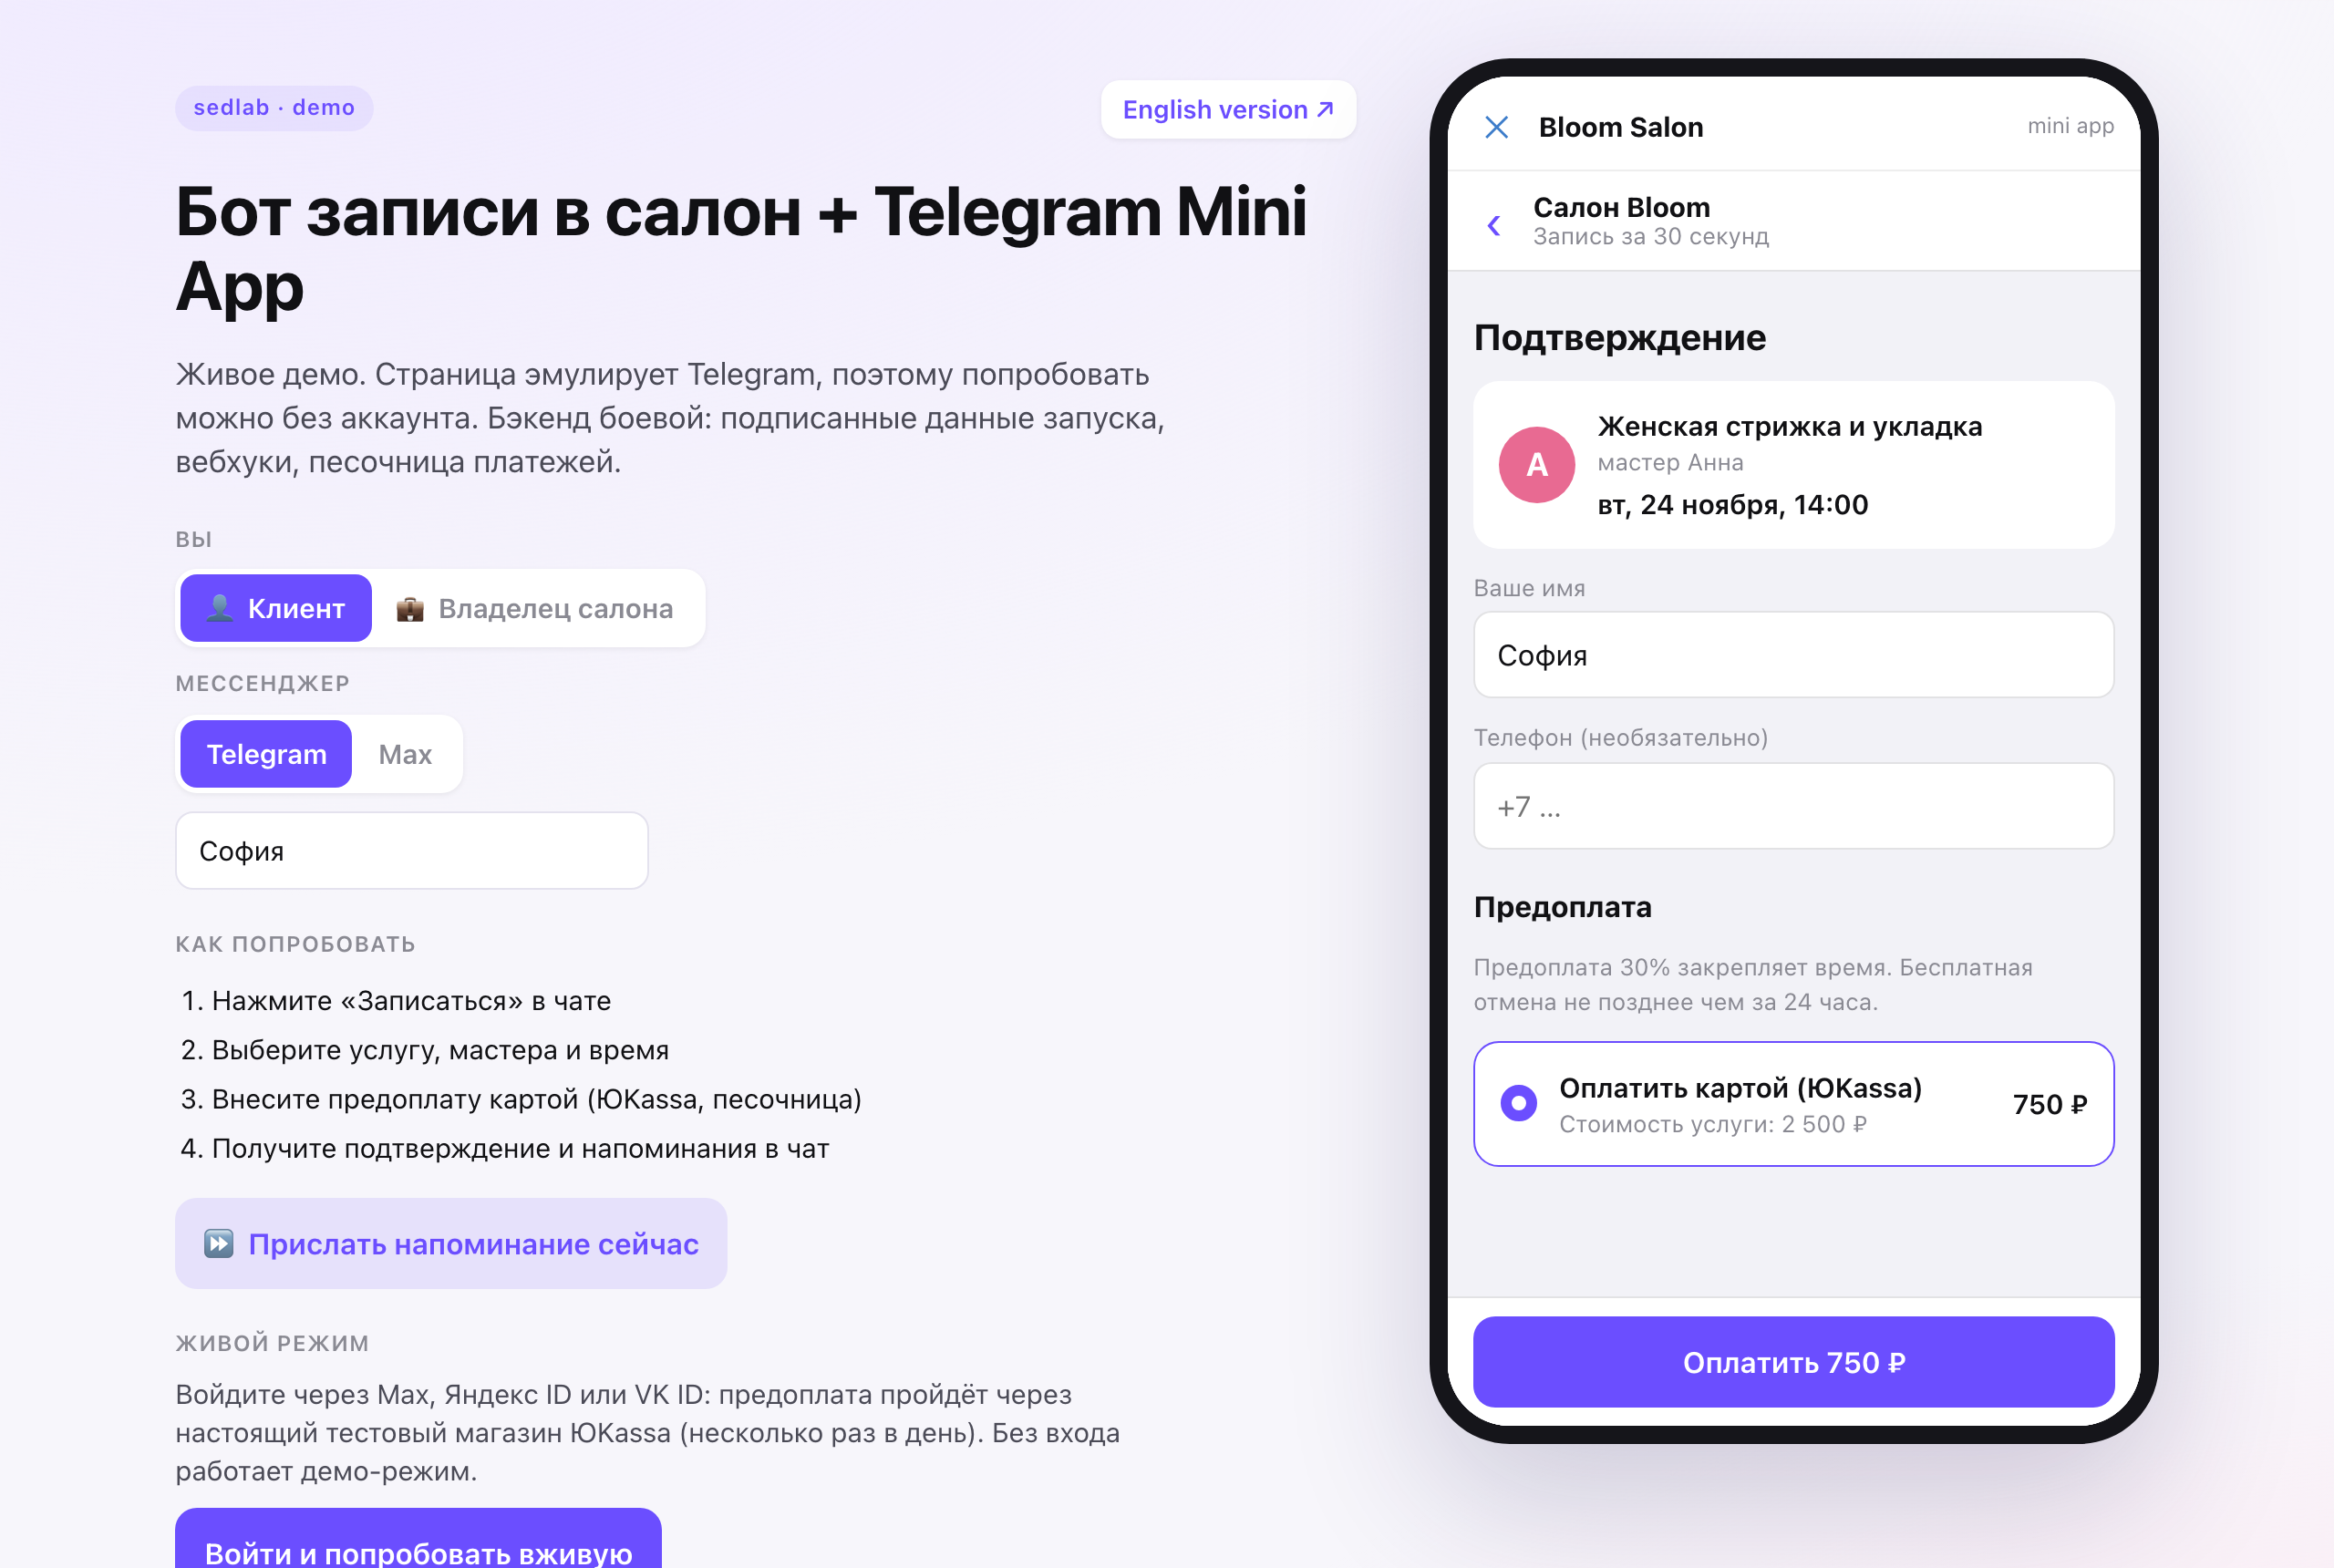 sedlab · demo
English version ↗
Бот записи в салон + Telegram Mini
App
Живое демо. Страница эмулирует Telegram, поэтому попробовать
можно без аккаунта. Бэкенд боевой: подписанные данные запуска,
вебхуки, песочница платежей.
ВЫ
Клиент
Владелец салона
МЕССЕНДЖЕР
Telegram
Max
София
КАК ПОПРОБОВАТЬ
1. Нажмите «Записаться» в чате
2. Выберите услугу, мастера и время
3. Внесите предоплату картой (ЮKassa, песочница)
4. Получите подтверждение и напоминания в чат
Прислать напоминание сейчас
ЖИВОЙ РЕЖИМ
Войдите через Max, Яндекс ID или VK ID: предоплата пройдёт через
настоящий тестовый магазин ЮKassa (несколько раз в день). Без входа
работает демо-режим.
Войти и попробовать вживую
Bloom Salon
mini app
Салон Bloom
Запись за 30 секунд
Подтверждение
А
Женская стрижка и укладка
мастер Анна
вт, 24 ноября, 14:00
Ваше имя
София
Телефон (необязательно)
+7 ...
Предоплата
Предоплата 30% закрепляет время. Бесплатная
отмена не позднее чем за 24 часа.
Оплатить картой (ЮKassa)
Стоимость услуги: 2 500 ₽
750 ₽
Оплатить 750 ₽